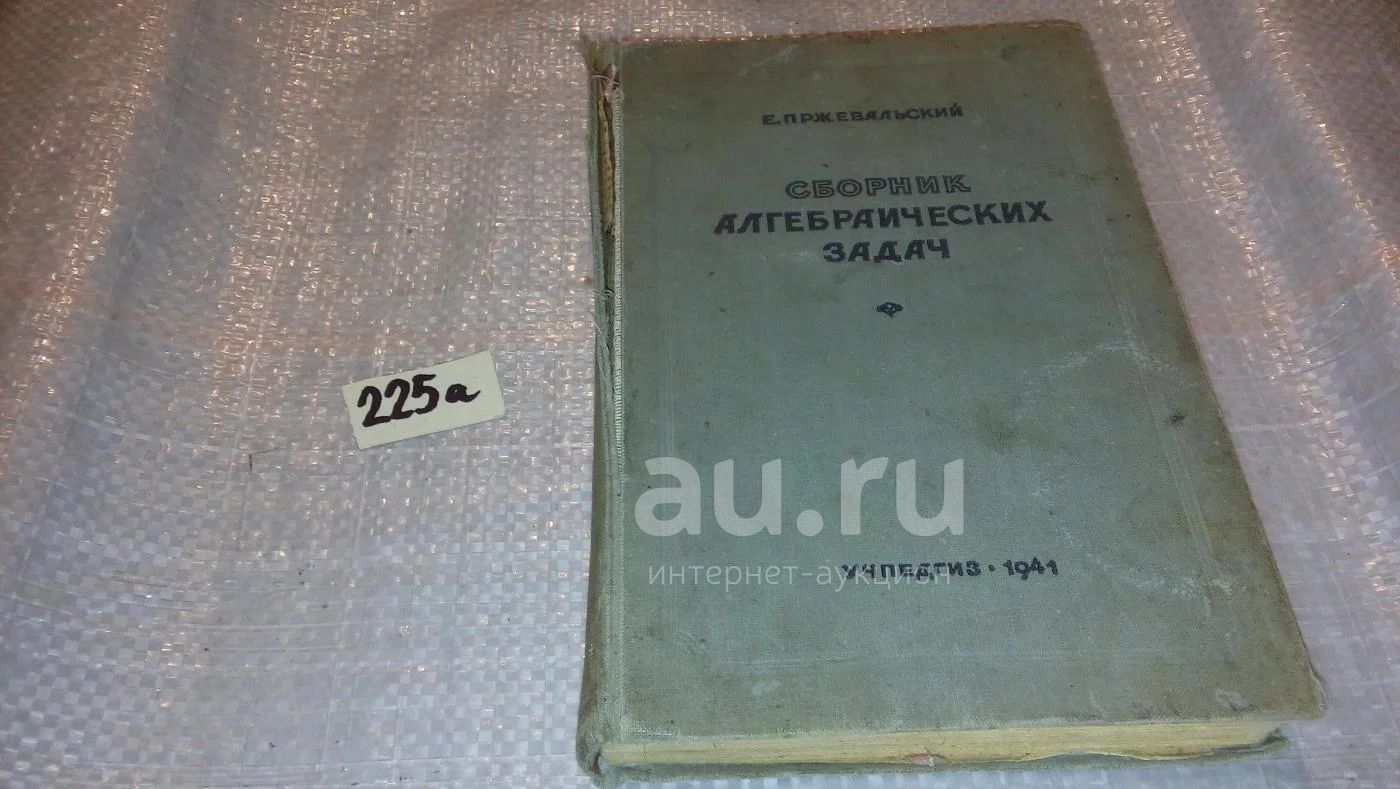 Е. ПРЖЕВАЛЬСКИЙ
СБОРНИК
АЛГЕБРАИЧЕСКИХ
ЗАДАЧ
225а
au.ru
интернет-аукцион
УЧПЕДГИЗ • 1941